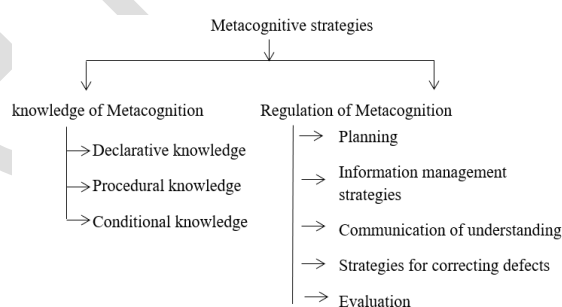 Metacognitive strategies
knowledge of Metacognition
Declarative knowledge
Procedural knowledge
Conditional knowledge
Regulation of Metacognition
Planning
Information management
strategies
Communication of understanding
Strategies for correcting defects
Evaluation